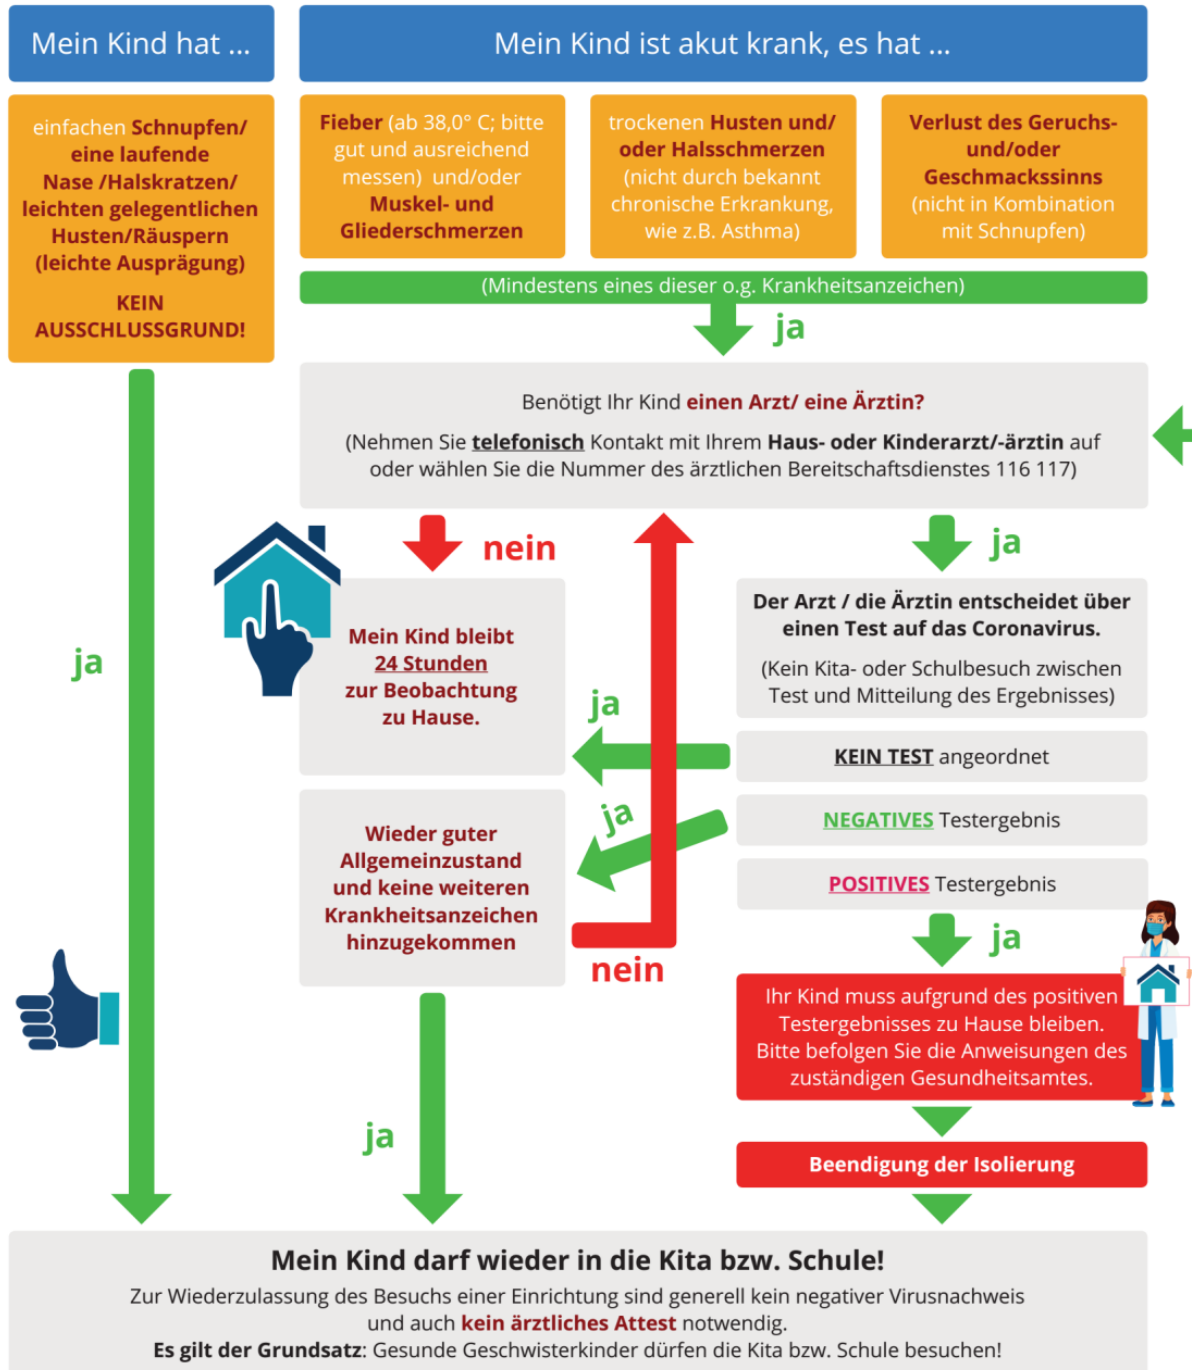 Mein Kind hat ...
einfachen Schnupfen/
eine laufende
Nase /Halskratzen/
leichten gelegentlichen
Husten/Räuspern
(leichte Ausprägung)
KEIN
AUSSCHLUSSGRUND!
ja
Mein Kind ist akut krank, es hat ...
Fieber (ab 38,0° C; bitte
gut und ausreichend
messen) und/oder
Muskel- und
Gliederschmerzen
trockenen Husten und/
oder Halsschmerzen
(nicht durch bekannt
chronische Erkrankung,
wie z.B. Asthma)
Verlust des Geruchs-
und/oder
Geschmackssinns
(nicht in Kombination
mit Schnupfen)
(Mindestens eines dieser o.g. Krankheitsanzeichen)
ja
Benötigt Ihr Kind einen Arzt/ eine Ärztin?
(Nehmen Sie telefonisch Kontakt mit Ihrem Haus- oder Kinderarzt/-ärztin auf
oder wählen Sie die Nummer des ärztlichen Bereitschaftsdienstes 116 117)
nein
ja
Mein Kind bleibt
24 Stunden
zur Beobachtung
zu Hause.
Der Arzt / die Ärztin entscheidet über
einen Test auf das Coronavirus.
(Kein Kita- oder Schulbesuch zwischen
Test und Mitteilung des Ergebnisses)
ja
KEIN TEST angeordnet
ja
NEGATIVES Testergebnis
Wieder guter
Allgemeinzustand
und keine weiteren
Krankheitsanzeichen
hinzugekommen
nein
POSITIVES Testergebnis
ja
Ihr Kind muss aufgrund des positiven
Testergebnisses zu Hause bleiben.
Bitte befolgen Sie die Anweisungen des
zuständigen Gesundheitsamtes.
ja
Beendigung der Isolierung
Mein Kind darf wieder in die Kita bzw. Schule!
Zur Wiederzulassung des Besuchs einer Einrichtung sind generell kein negativer Virusnachweis
und auch kein ärztliches Attest notwendig.
Es gilt der Grundsatz: Gesunde Geschwisterkinder dürfen die Kita bzw. Schule besuchen!